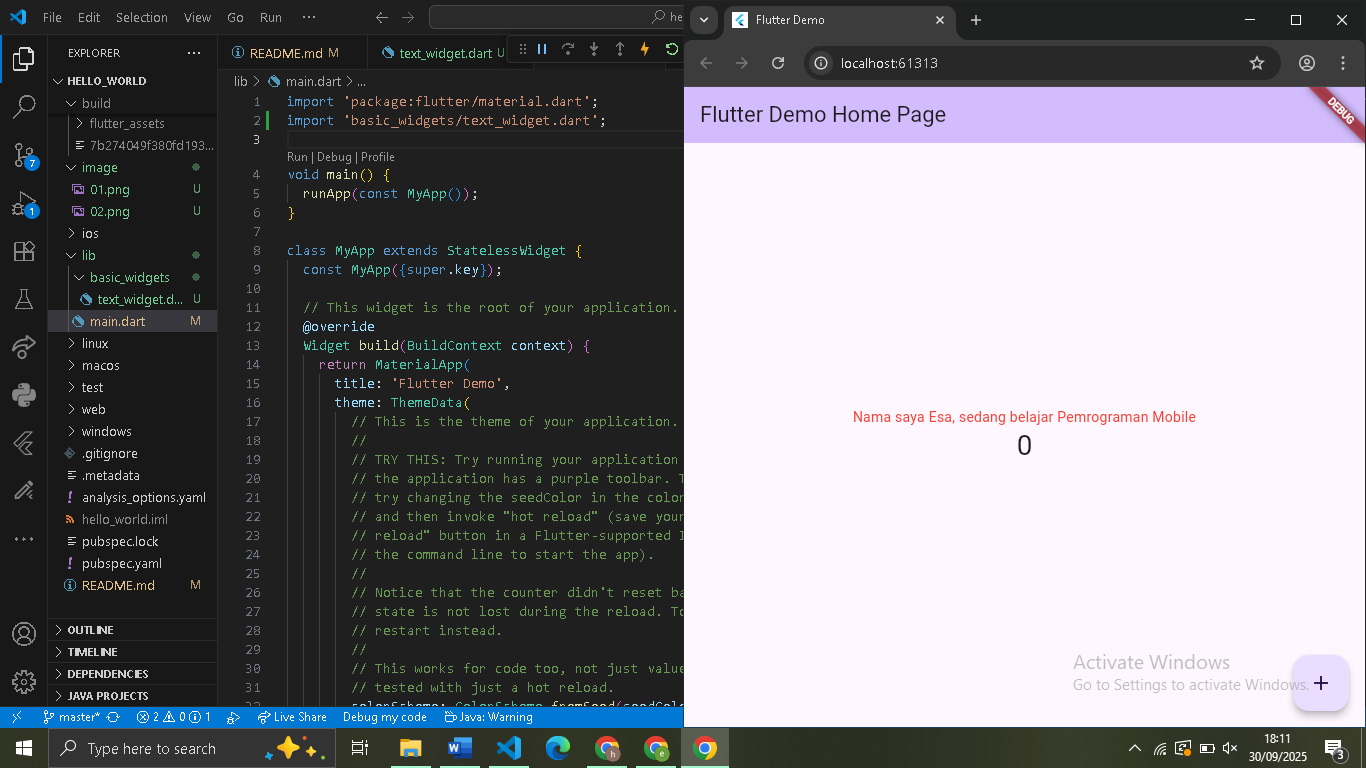 File Edit Selection View Go Run ··· he
EXPLORER ···
HELLO_WORLD
build
flutter_assets
7b274049f380fd193...
image
01.png U
02.png U
ios
lib
basic_widgets
text_widget.d... U
main.dart M
linux
macos
test
web
windows
.gitignore
.metadata
analysis_options.yaml
hello_world.iml
pubspec.lock
pubspec.yaml
README.md M
OUTLINE
TIMELINE
DEPENDENCIES
JAVA PROJECTS
7
1
README.md M text_widget.dart U
lib > main.dart > ...
1 import 'package:flutter/material.dart';
2 import 'basic_widgets/text_widget.dart';
3
Run | Debug | Profile
4 void main() {
5 runApp(const MyApp());
6 }
7
8 class MyApp extends StatelessWidget {
9 const MyApp({super.key});
10
11 // This widget is the root of your application.
12 @override
13 Widget build(BuildContext context) {
14 return MaterialApp(
15 title: 'Flutter Demo',
16 theme: ThemeData(
17 // This is the theme of your application.
18 //
19 // TRY THIS: Try running your application
20 // the application has a purple toolbar. T
21 // try changing the seedColor in the color
22 // and then invoke "hot reload" (save your
23 // reload" button in a Flutter-supported I
24 // the command line to start the app).
25 //
26 // Notice that the counter didn't reset ba
27 // state is not lost during the reload. To
28 // restart instead.
29 //
30 // This works for code too, not just value
31 // tested with just a hot reload.
master* 2 0 1 Live Share Debug my code Java: Warning
Flutter Demo
localhost:61313
Flutter Demo Home Page
DEBUG
Nama saya Esa, sedang belajar Pemrograman Mobile
0
Activate Windows
Go to Settings to activate Windows.
+
Type here to search
18:11
30/09/2025
3